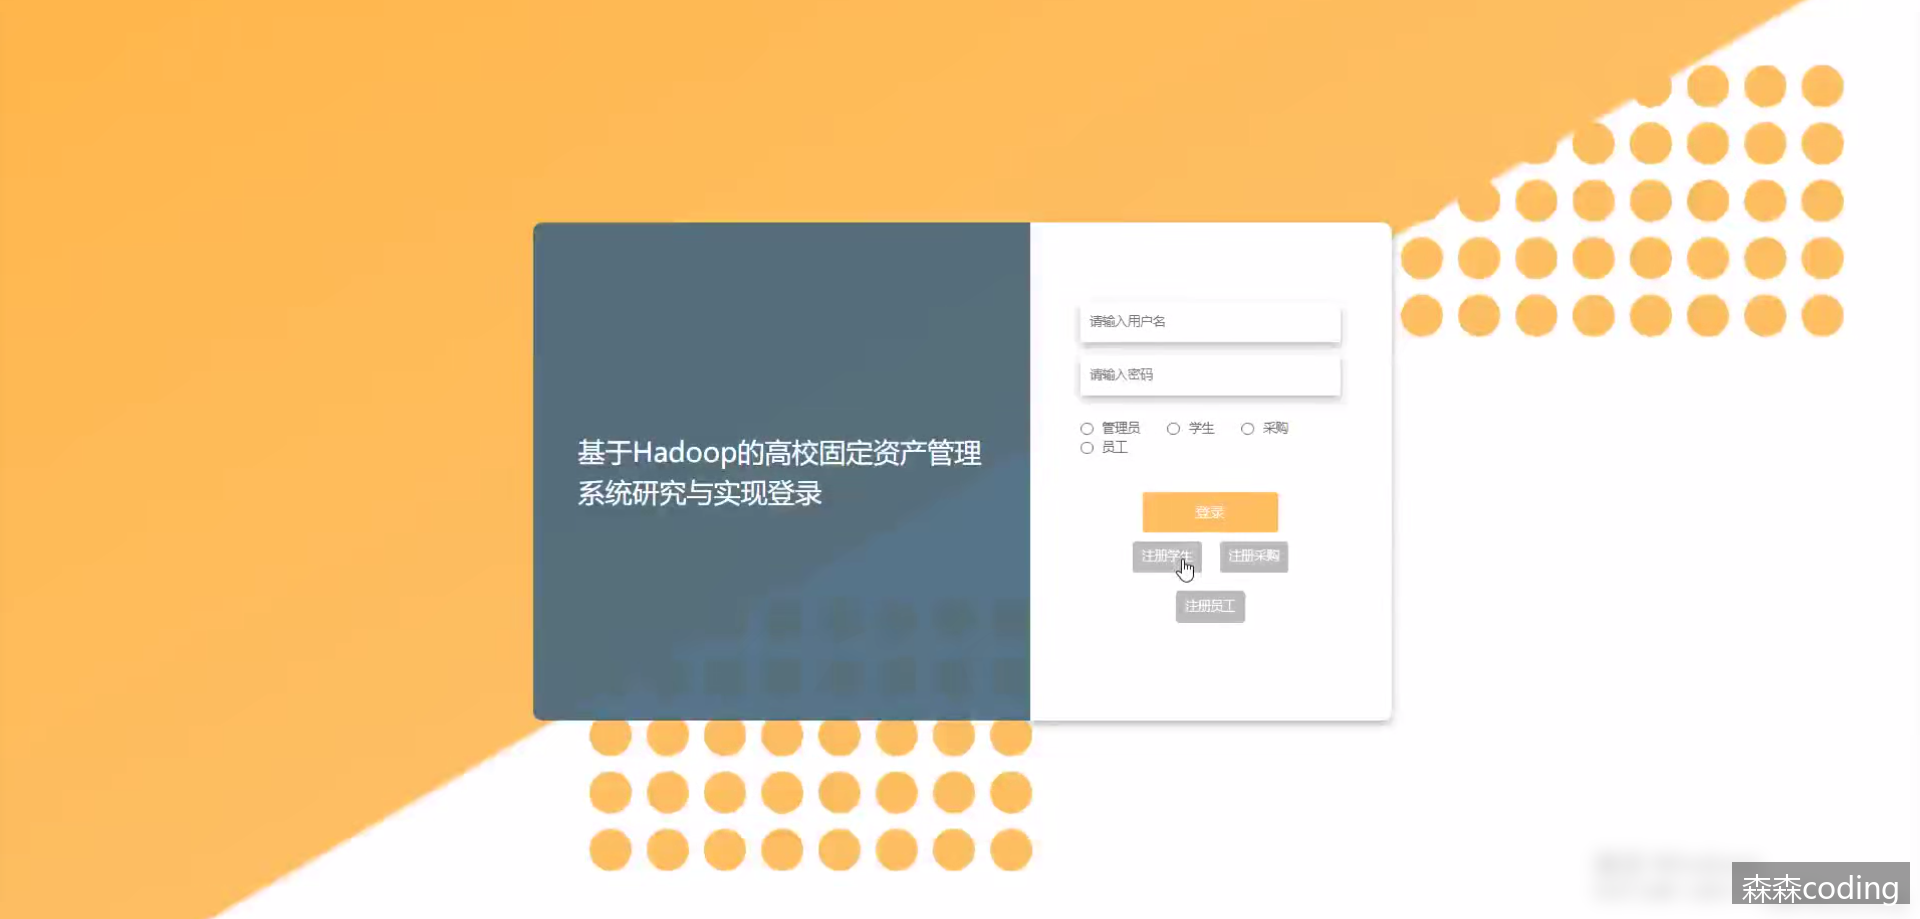 基于Hadoop的高校固定资产管理
系统研究与实现登录
请输入用户名
请输入密码
管理员 学生 采购
员工
登录
注册学生 注册采购
注册员工
森森coding